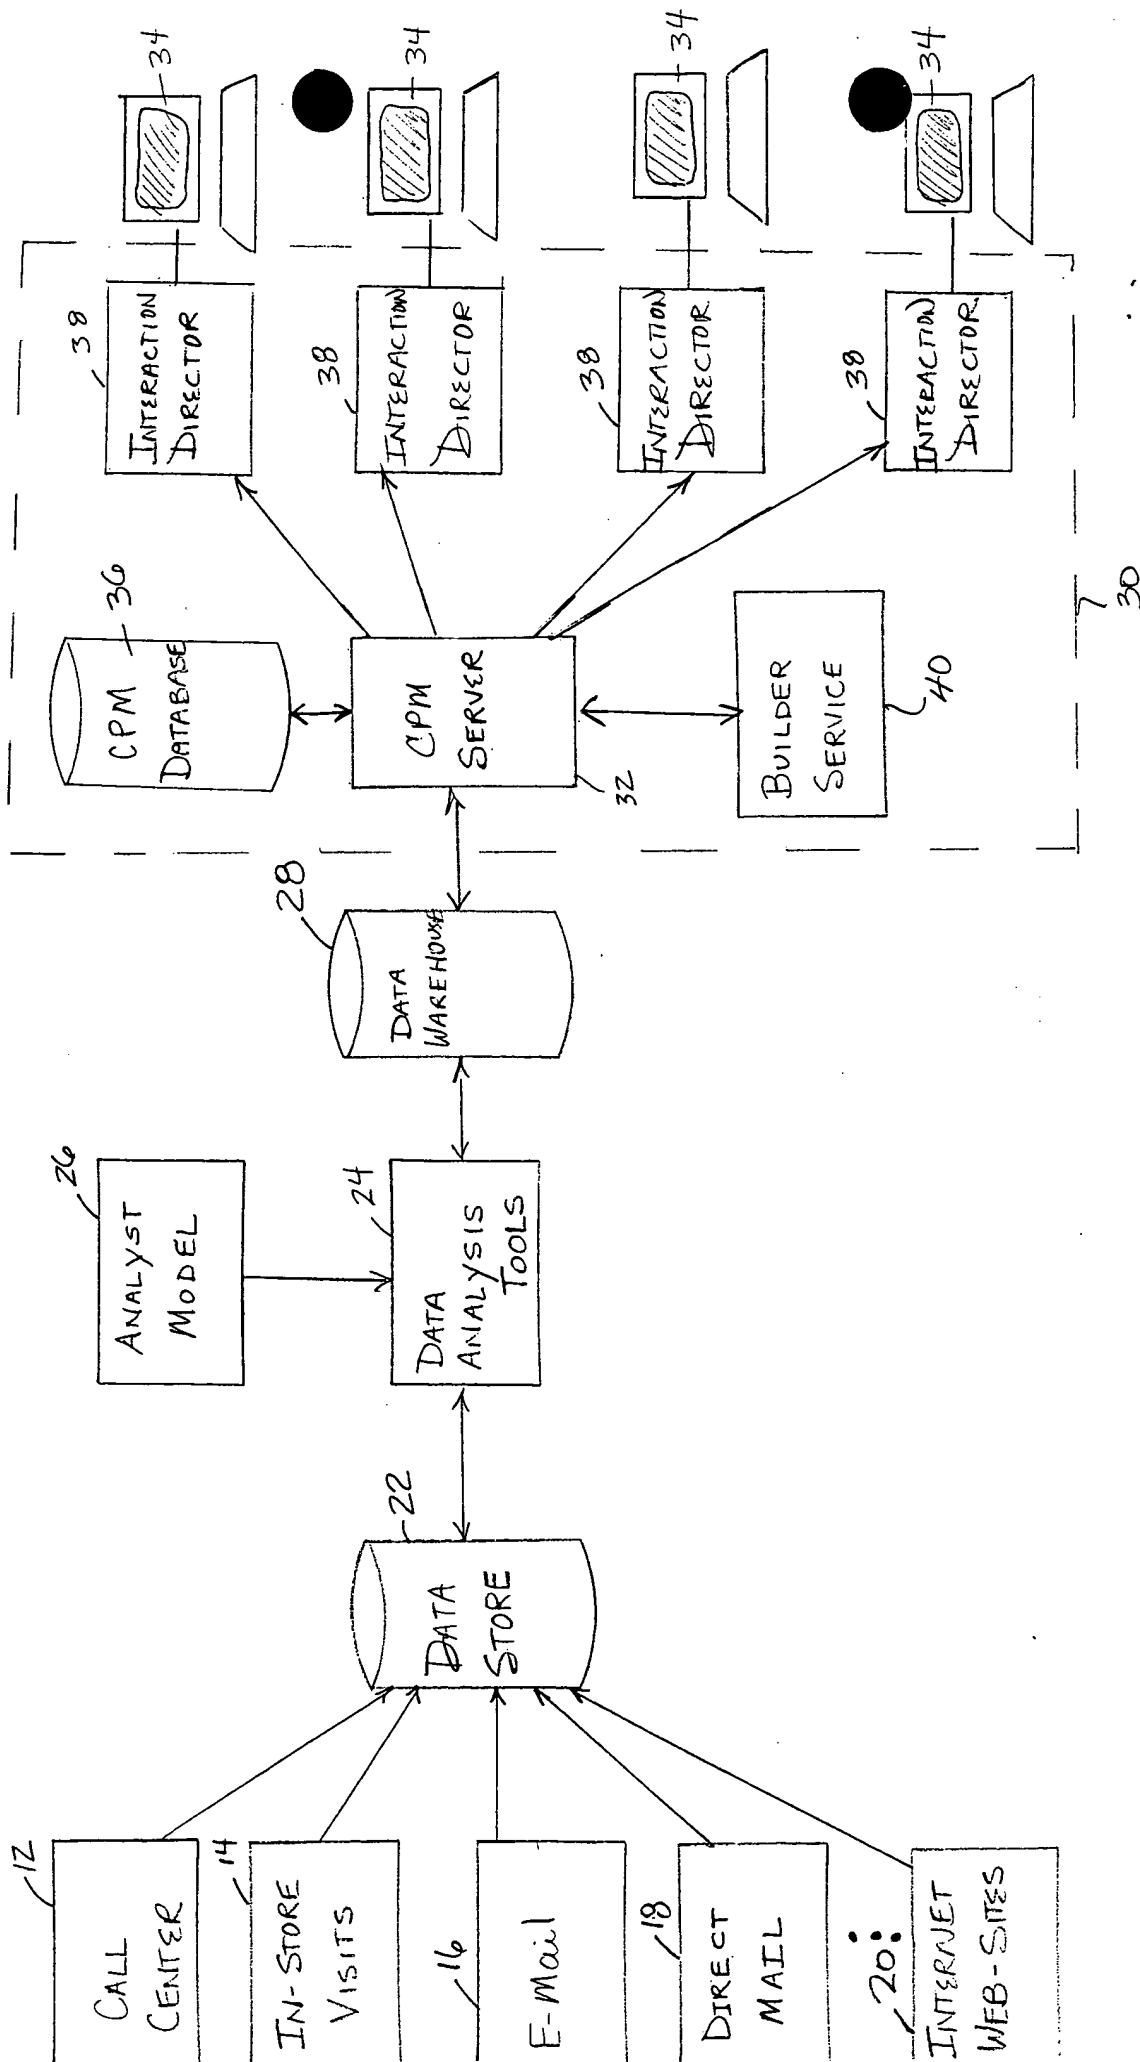 12
CALL
CENTER
14
IN-STORE
VISITS
16
E-Mail
18
DIRECT
MAIL
20
INTERNET
WEB-SITES
22
DATA
STORE
26
ANALYST
MODEL
24
DATA
ANALYSIS
TOOLS
28
DATA
WAREHOUSE
36
CPM
DATABASE
CPM
SERVER
32
BUILDER
SERVICE
40
30
38
INTERACTION
DIRECTOR
38
INTERACTION
DIRECTOR
38
INTERACTION
DIRECTOR
38
INTERACTION
DIRECTOR
34
34
34
34